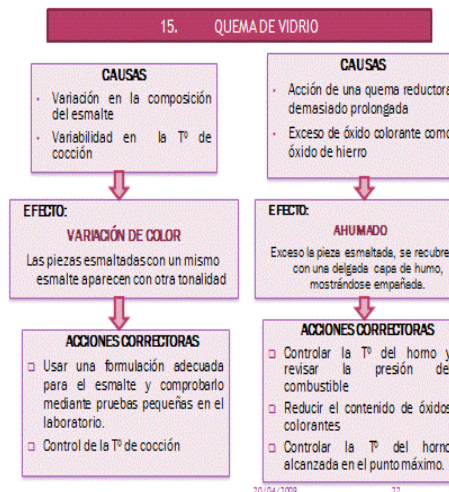 15. QUEMA DE VIDRIO
CAUSAS
• Variación en la composición
del esmalte
• Variabilidad en la Tº de
cocción
EFECTO:
VARIACIÓN DE COLOR
Las piezas esmaltadas con un mismo
esmalte aparecen con otra tonalidad
ACCIONES CORRECTORAS
❑ Usar una formulación adecuada
para el esmalte y comprobarlo
mediante pruebas pequeñas en el
laboratorio.
❑ Control de la Tº de cocción
CAUSAS
• Acción de una quema reductora
demasiado prolongada
• Exceso de óxido colorante como
óxido de hierro
EFECTO:
AHUMADO
Exceso la pieza esmaltada, se recubre
con una delgada capa de humo,
mostrándose empañada.
ACCIONES CORRECTORAS
❑ Controlar la Tº del horno y
revisar la presión de
combustible
❑ Reducir el contenido de óxidos
colorantes
❑ Controlar la Tº del horno
alcanzada en el punto máximo.
20/04/2009 22